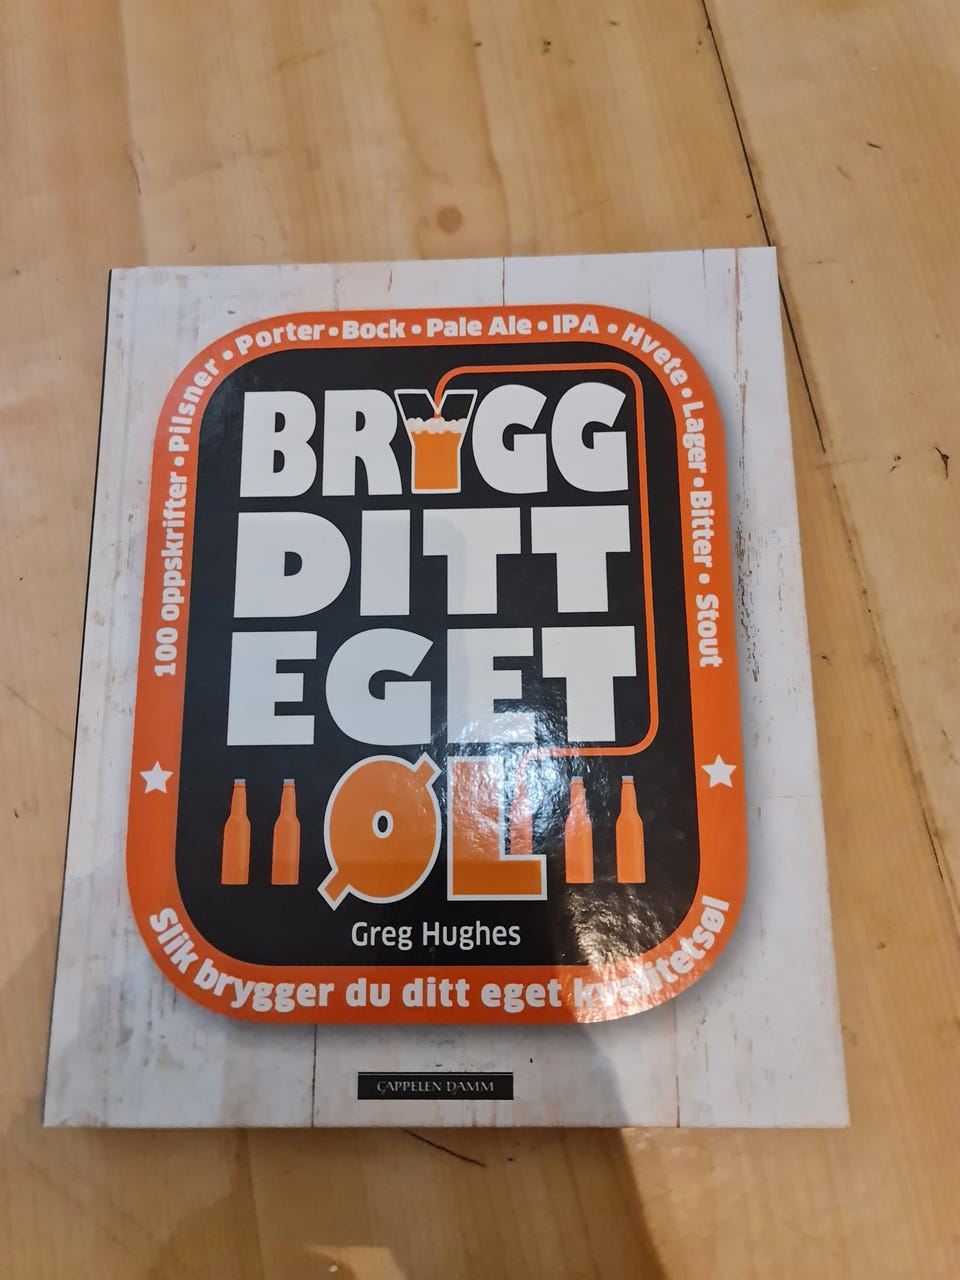 100 oppskrifter • Pilsner • Porter • Bock • Pale Ale • IPA • Hvete • Lager • Bitter • Stout
BRYGG
DITT
EGET
ØL
Greg Hughes
Slik brygger du ditt eget kvalitetsøl
CAPPELEN DAMM